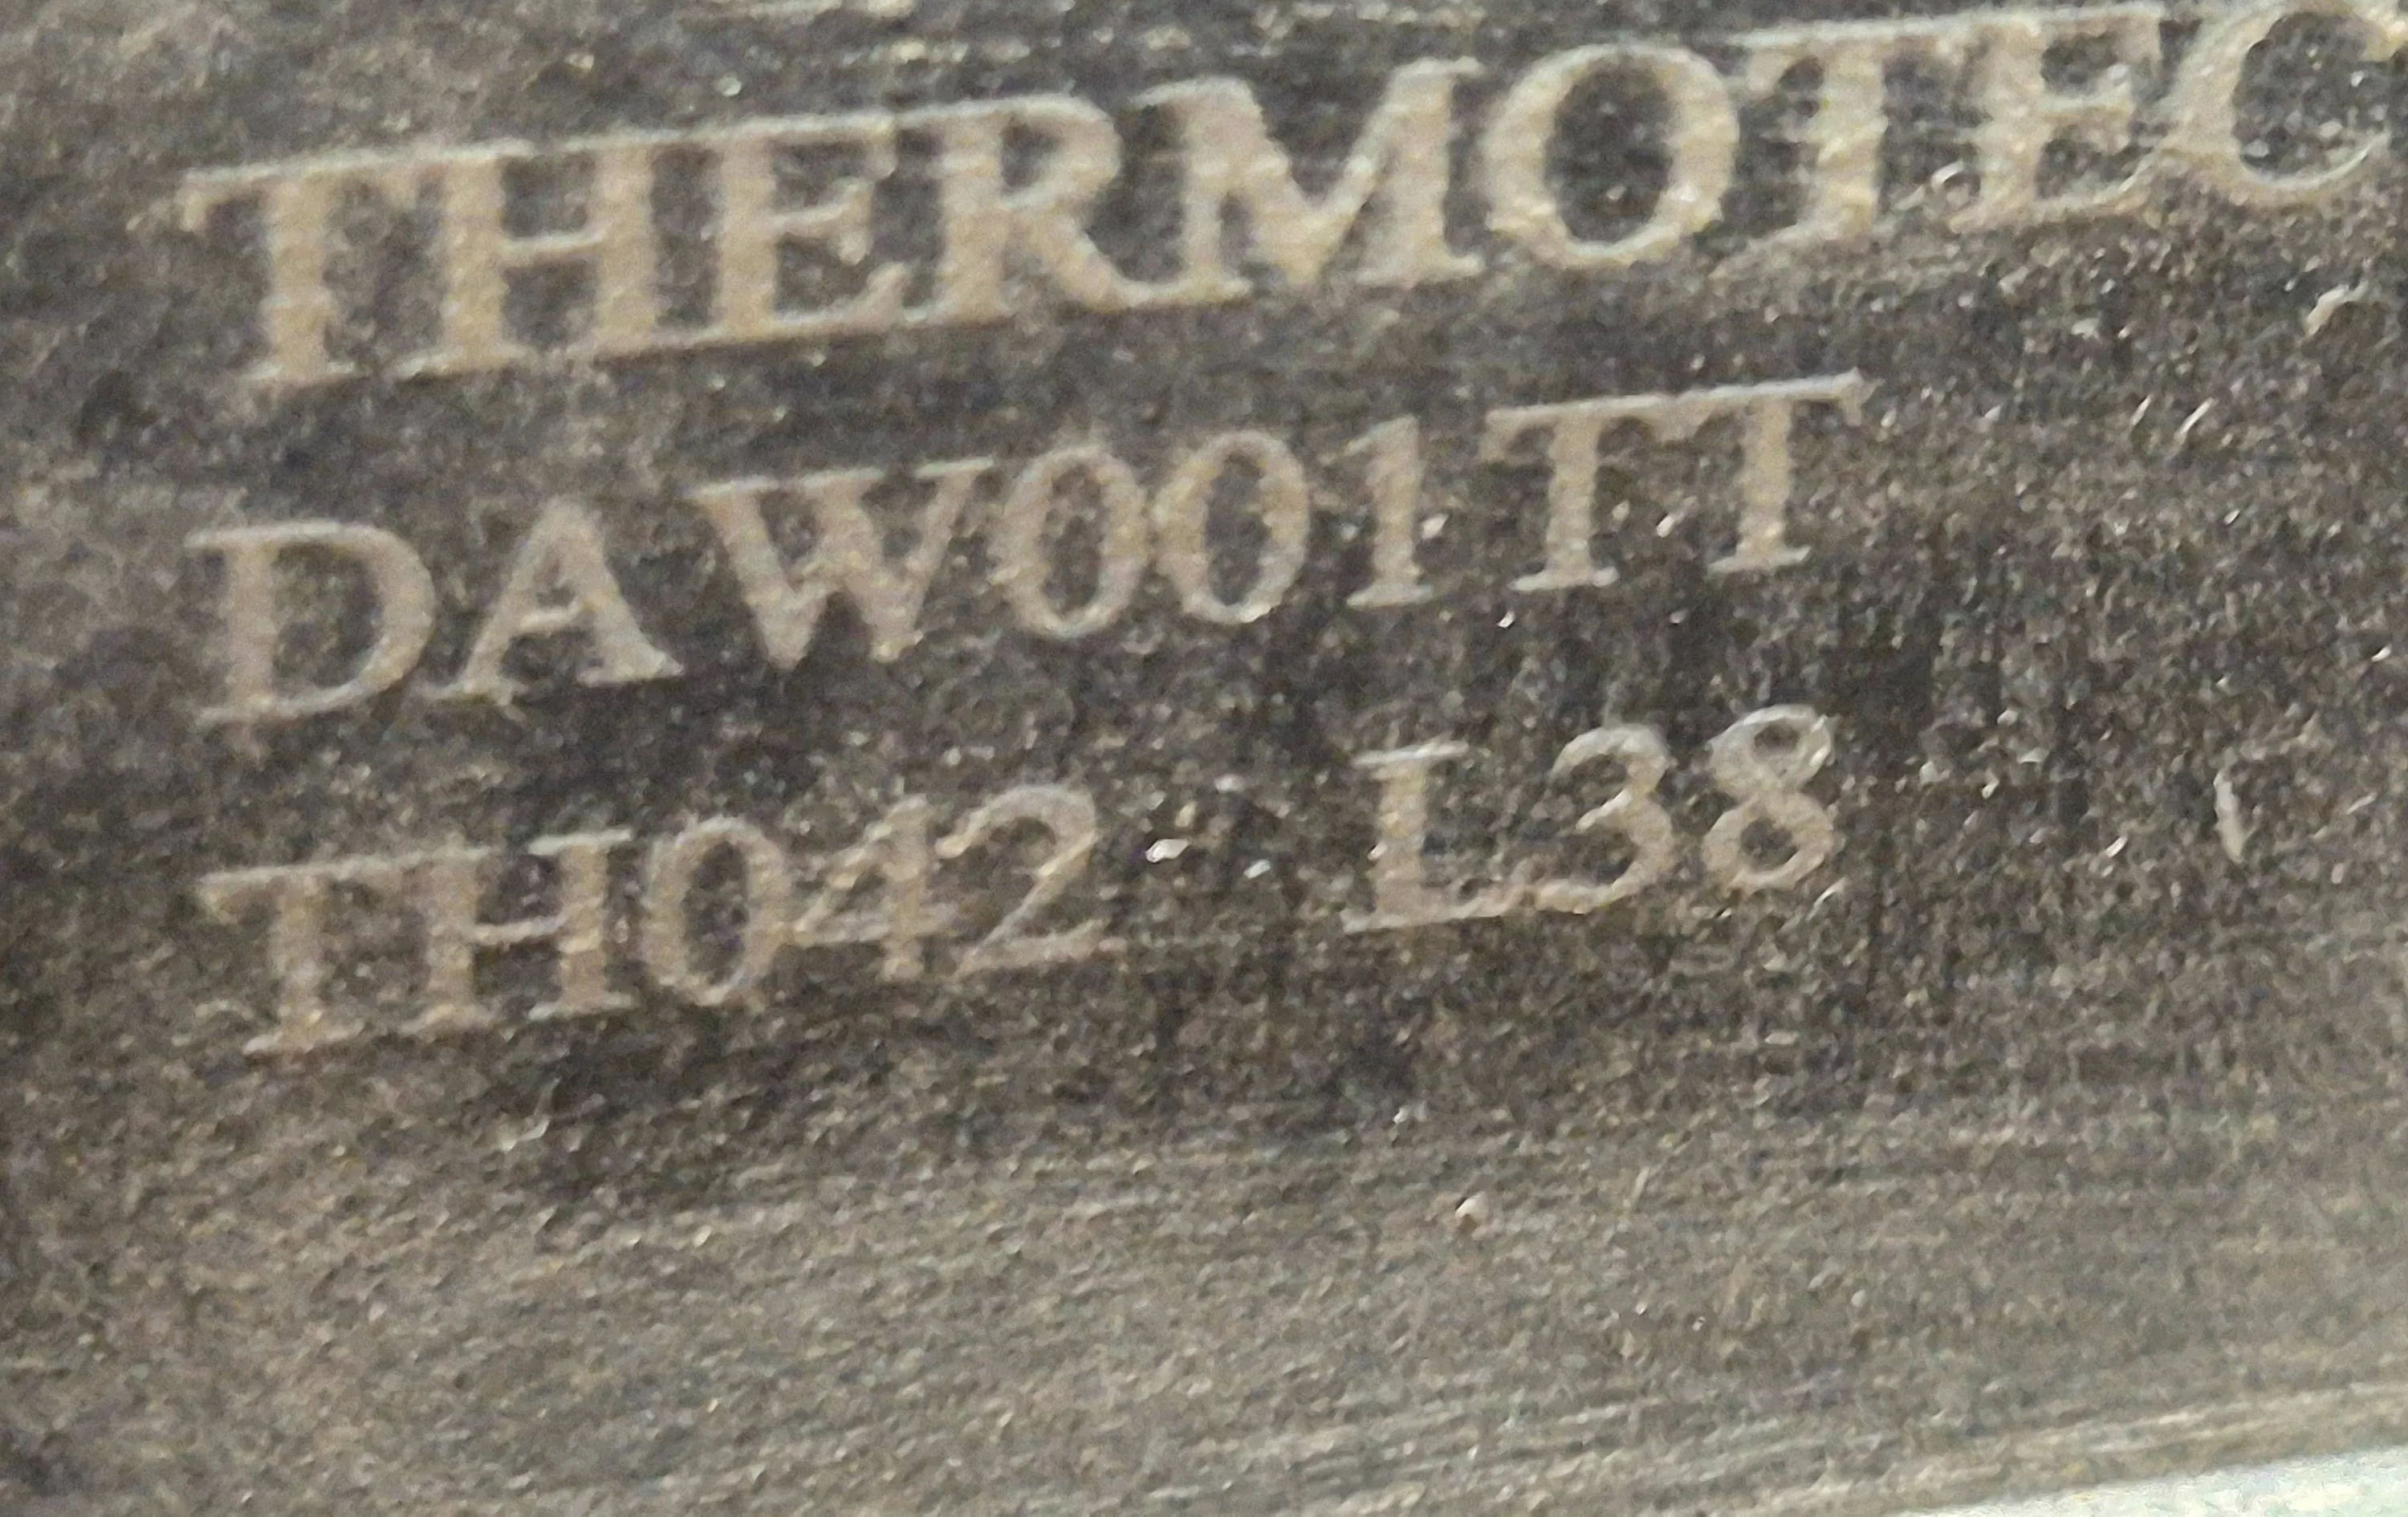 THERMOTEC
DAW001TT
TH042 L38